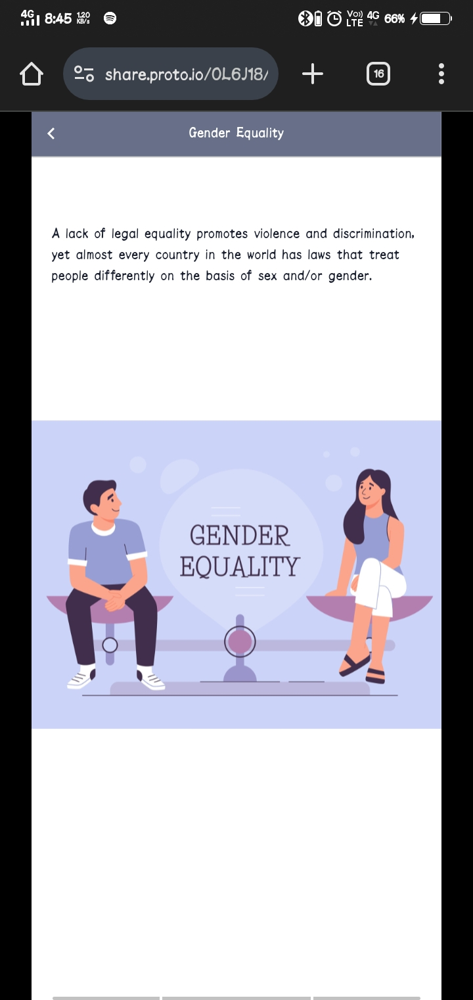 4G 8:45 1.20 KB/s Vo)) LTE 4G 66%
share.proto.io/0L6J18/ 16
Gender Equality
A lack of legal equality promotes violence and discrimination,
yet almost every country in the world has laws that treat
people differently on the basis of sex and/or gender.
GENDER
EQUALITY